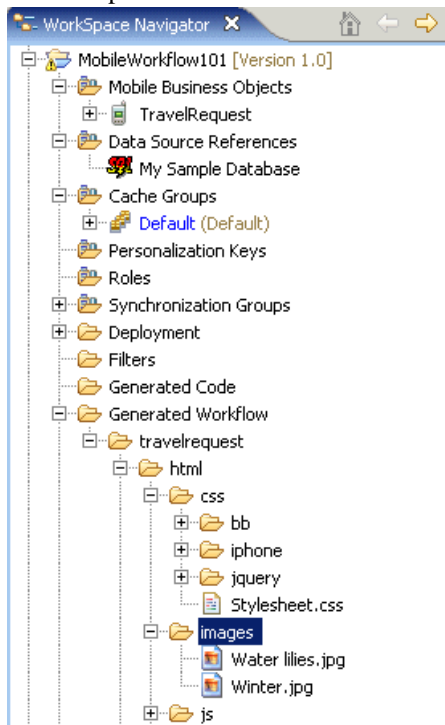 WorkSpace Navigator
MobileWorkflow101 [Version 1.0]
Mobile Business Objects
TravelRequest
Data Source References
My Sample Database
Cache Groups
Default (Default)
Personalization Keys
Roles
Synchronization Groups
Deployment
Filters
Generated Code
Generated Workflow
travelrequest
html
css
bb
iphone
jquery
Stylesheet.css
images
Water lilies.jpg
Winter.jpg
js